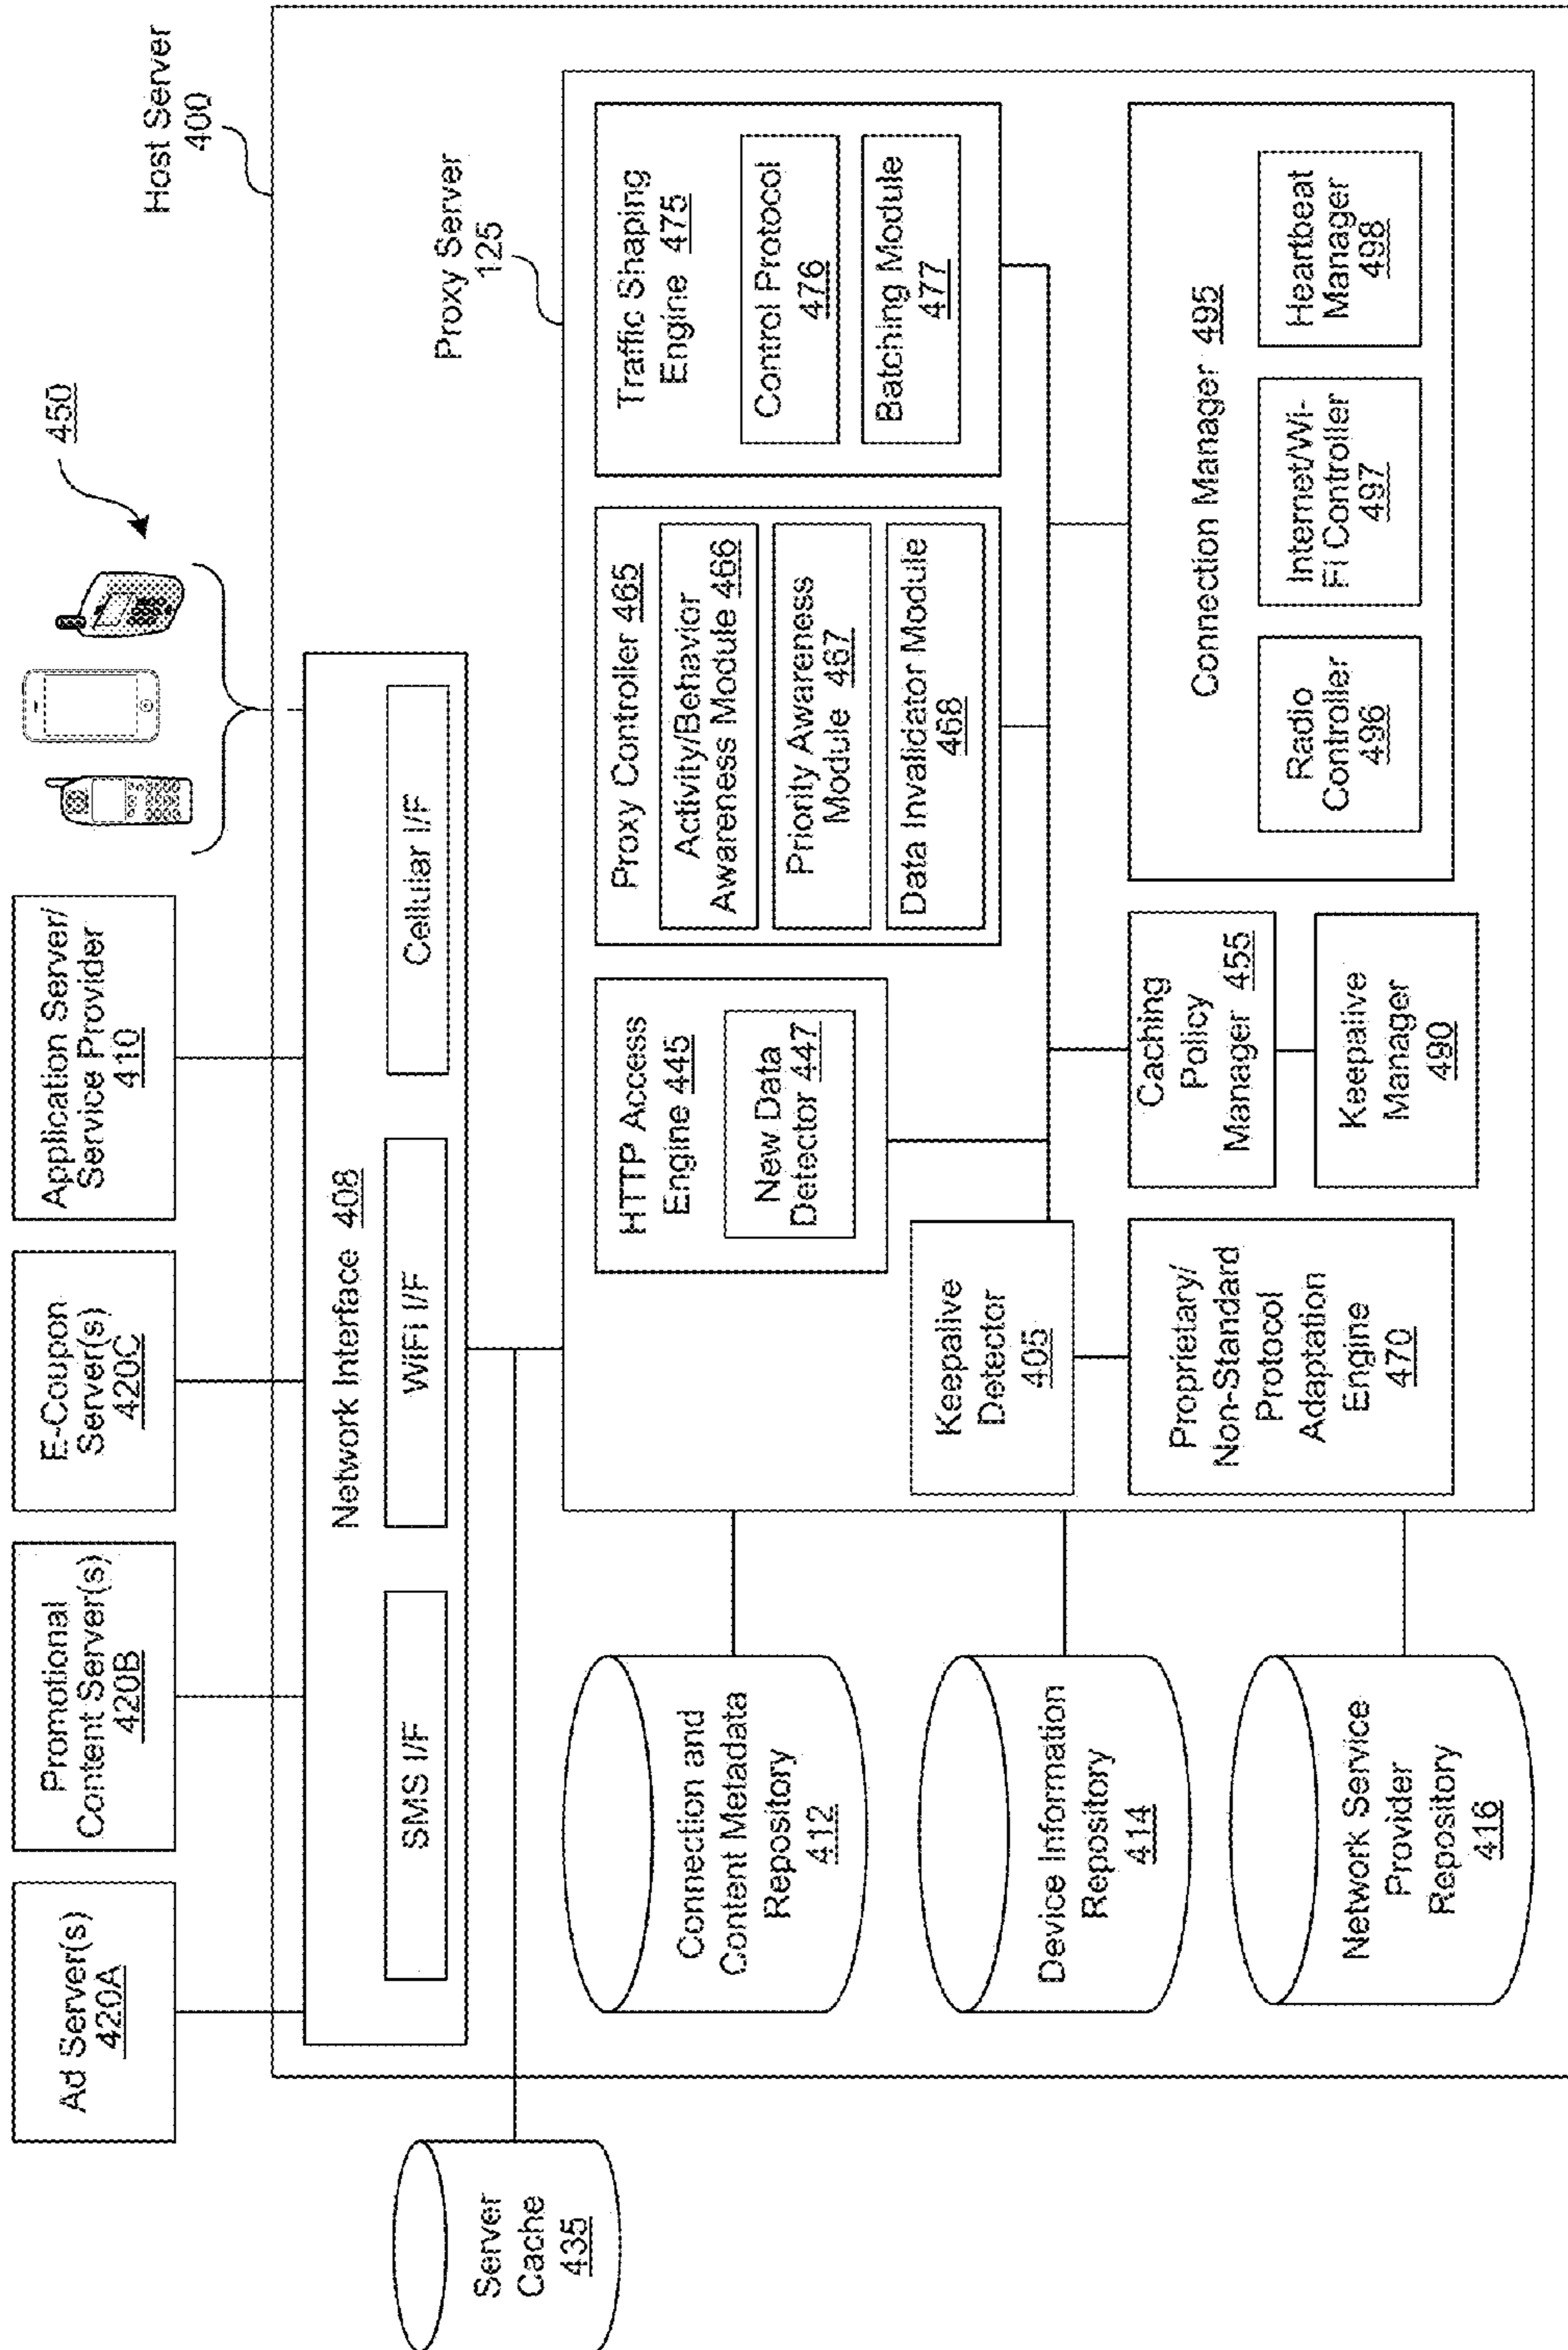 Ad Server(s)
420A
Promotional
Content Server(s)
420B
E-Coupon
Server(s)
420C
Application Server/
Service Provider
410
450
Host Server
400
Server
Cache
435
Network Interface 408
SMS I/F
WiFi I/F
Cellular I/F
Proxy Server
125
Connection and
Content Metadata
Repository
412
Device Information
Repository
414
Network Service
Provider
Repository
416
HTTP Access
Engine 445
New Data
Detector 447
Proxy Controller 465
Activity/Behavior
Awareness Module 466
Priority Awareness
Module 467
Data Invalidator Module
468
Traffic Shaping
Engine 475
Control Protocol
476
Batching Module
477
Keepalive
Detector
405
Proprietary/
Non-Standard
Protocol
Adaptation
Engine
470
Caching
Policy
Manager 455
Keepalive
Manager
490
Connection Manager 495
Radio
Controller
496
Internet/Wi-
Fi Controller
497
Heartbeat
Manager
498